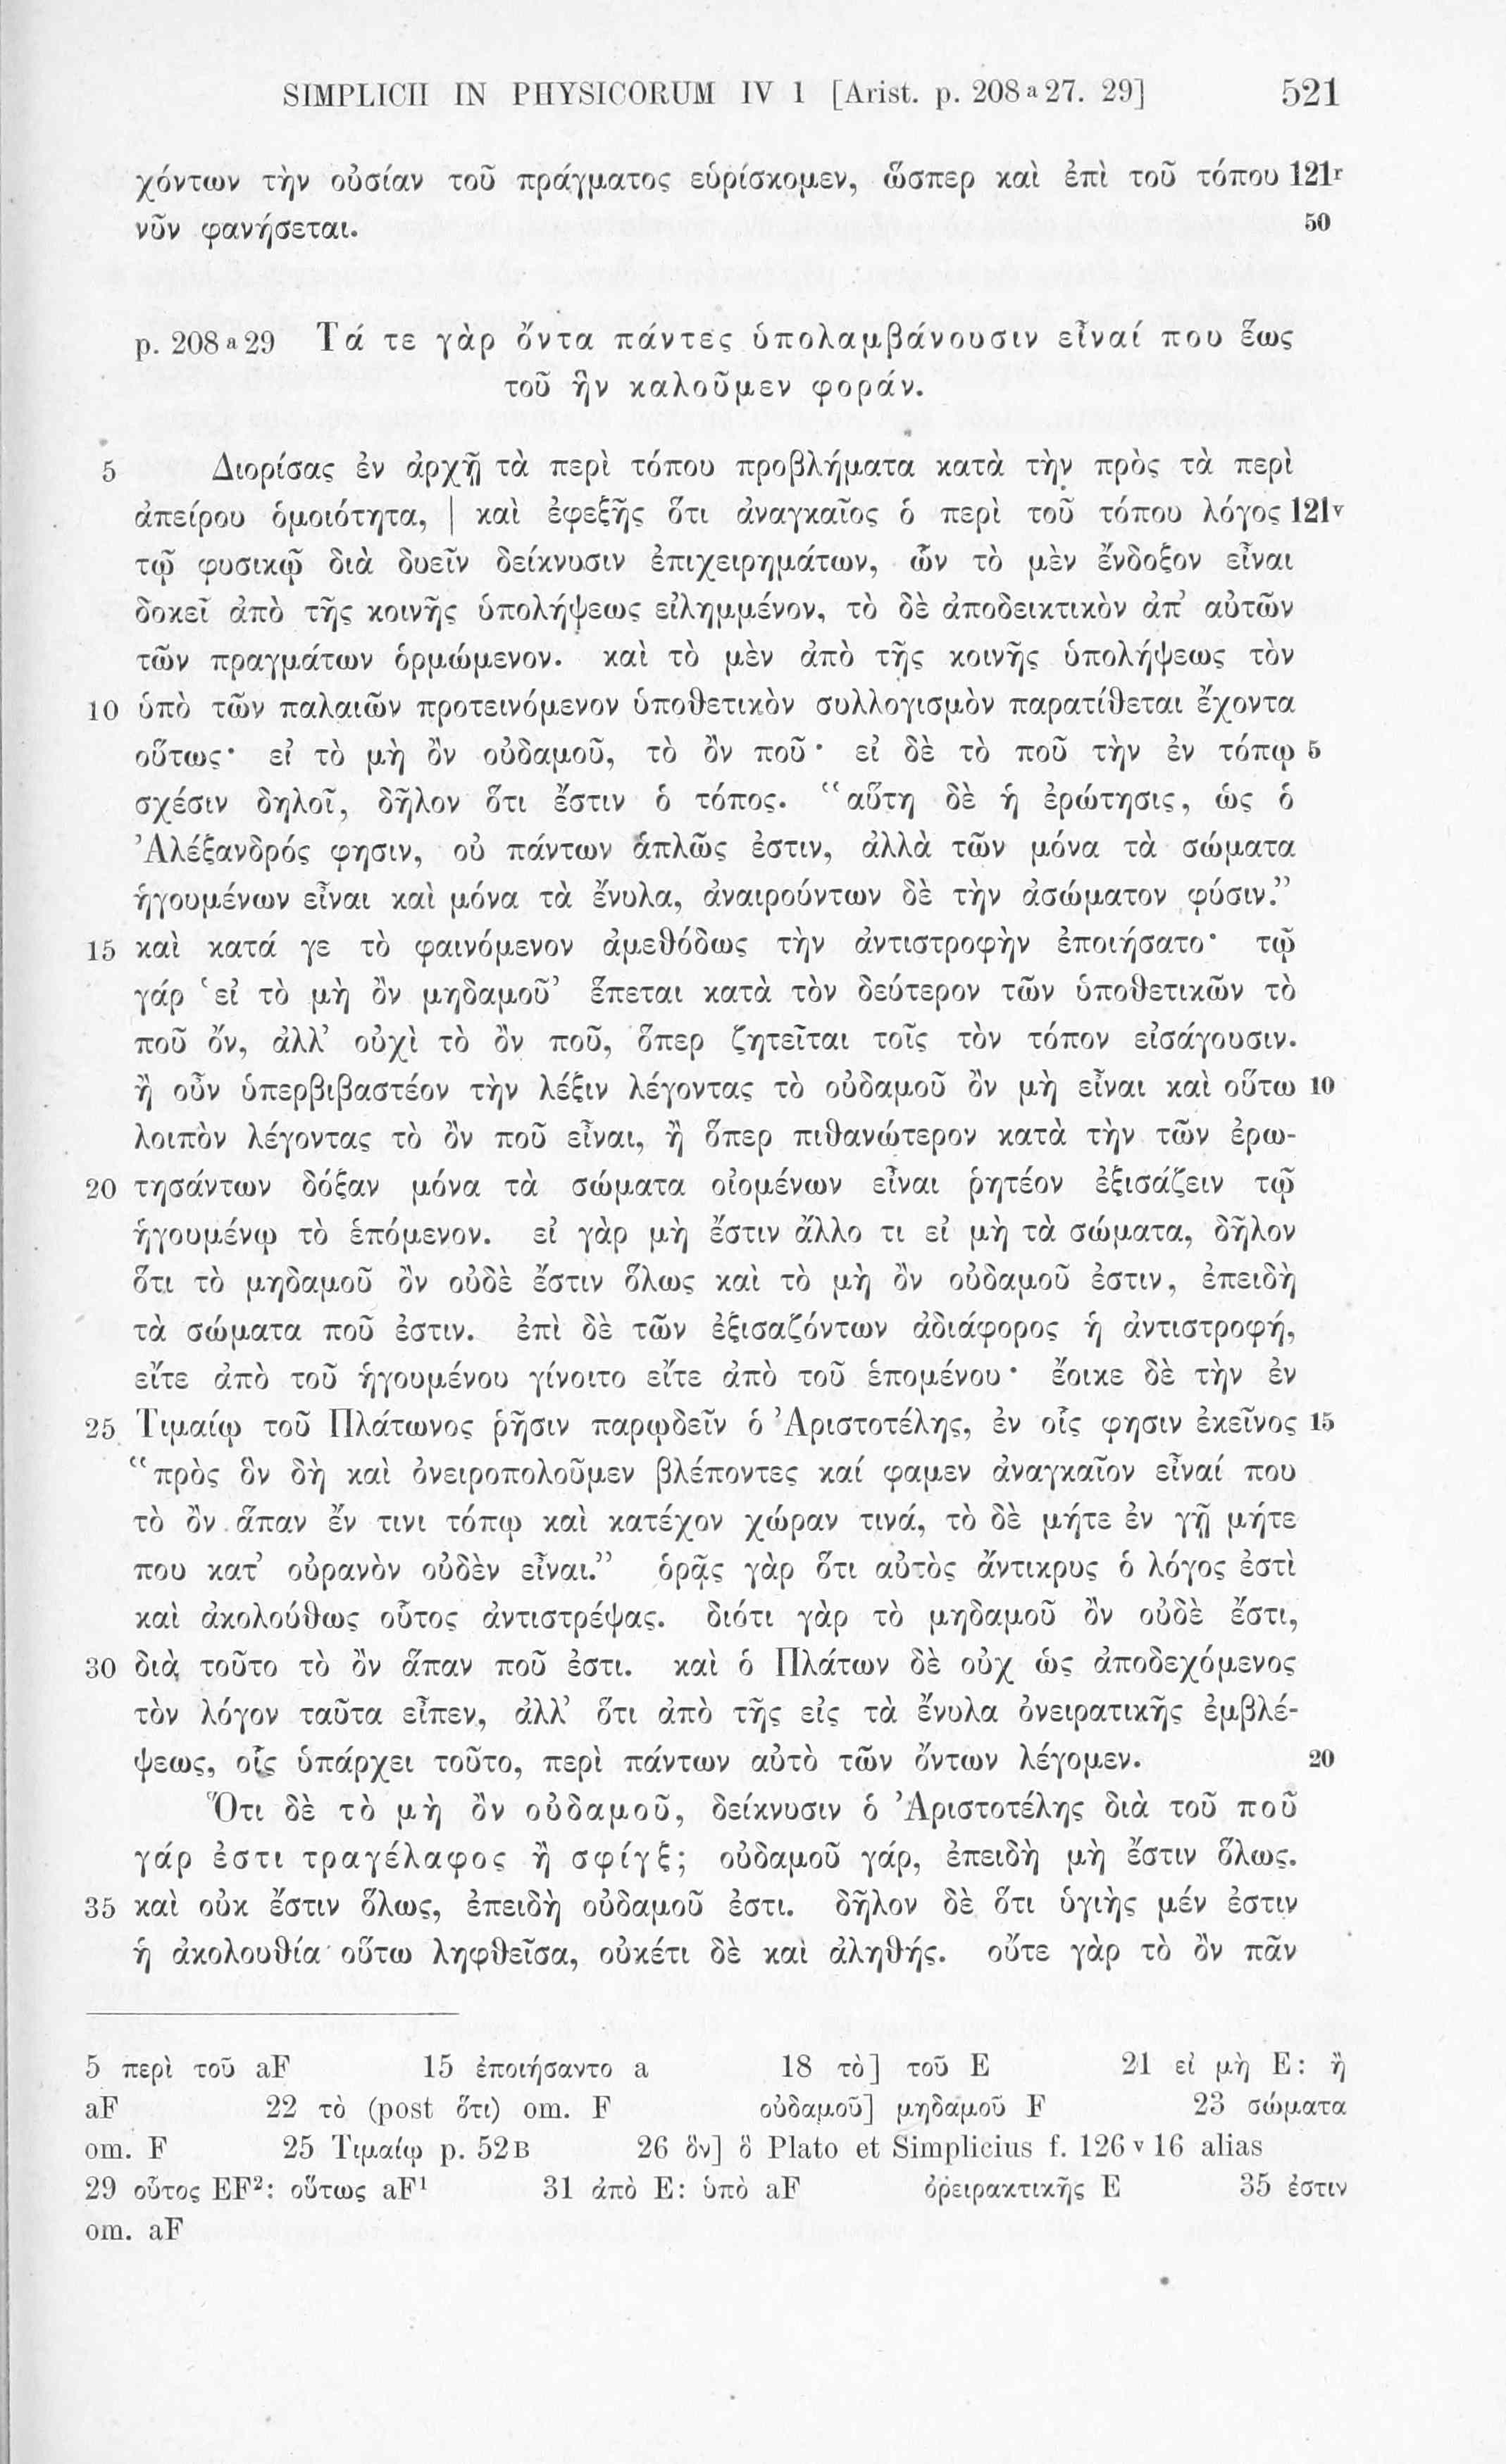 SIMPLICII IN PHYSICORUM IV 1 [Arist. p. 208 a 27. 29] 521
χόντων τὴν οὐσίαν τοῦ πράγματος εὑρίσκομεν, ὥσπερ καὶ ἐπὶ τοῦ τόπου 121r
νῦν φανήσεται. 50
p. 208 a 29 Τά τε γὰρ ὄντα πάντες ὑπολαμβάνουσιν εἶναί που ἕως
τοῦ ἣν καλοῦμεν φοράν.
5 Διορίσας ἐν ἀρχῇ τὰ περὶ τόπου προβλήματα κατὰ τὴν πρὸς τὰ περὶ
ἀπείρου ὁμοιότητα, | καὶ ἐφεξῆς ὅτι ἀναγκαῖος ὁ περὶ τοῦ τόπου λόγος 121v
τῷ φυσικῷ διὰ δυεῖν δείκνυσιν ἐπιχειρημάτων, ὧν τὸ μὲν ἔνδοξον εἶναι
δοκεῖ ἀπὸ τῆς κοινῆς ὑπολήψεως εἰλημμένον, τὸ δὲ ἀποδεικτικὸν ἀπ' αὐτῶν
τῶν πραγμάτων ὁρμώμενον. καὶ τὸ μὲν ἀπὸ τῆς κοινῆς ὑπολήψεως τὸν
10 ὑπὸ τῶν παλαιῶν προτεινόμενον ὑποθετικὸν συλλογισμὸν παρατίθεται ἔχοντα
οὕτως· εἰ τὸ μὴ ὂν οὐδαμοῦ, τὸ ὂν ποῦ· εἰ δὲ τὸ ποῦ τὴν ἐν τόπῳ 5
σχέσιν δηλοῖ, δῆλον ὅτι ἔστιν ὁ τόπος. "αὕτη δὲ ἡ ἐρώτησις, ὡς ὁ
Ἀλέξανδρός φησιν, οὐ πάντων ἁπλῶς ἐστιν, ἀλλὰ τῶν μόνα τὰ σώματα
ἡγουμένων εἶναι καὶ μόνα τὰ ἔνυλα, ἀναιρούντων δὲ τὴν ἀσώματον φύσιν."
15 καὶ κατά γε τὸ φαινόμενον ἀμεθόδως τὴν ἀντιστροφὴν ἐποιήσατο· τῷ
γάρ 'εἰ τὸ μὴ ὂν μηδαμοῦ' ἕπεται κατὰ τὸν δεύτερον τῶν ὑποθετικῶν τὸ
ποῦ ὄν, ἀλλ' οὐχὶ τὸ ὂν ποῦ, ὅπερ ζητεῖται τοῖς τὸν τόπον εἰσάγουσιν.
ἢ οὖν ὑπερβιβαστέον τὴν λέξιν λέγοντας τὸ οὐδαμοῦ ὂν μὴ εἶναι καὶ οὕτω 10
λοιπὸν λέγοντας τὸ ὂν ποῦ εἶναι, ἢ ὅπερ πιθανώτερον κατὰ τὴν τῶν ἐρω-
20 τησάντων δόξαν μόνα τὰ σώματα οἰομένων εἶναι ῥητέον ἐξισάζειν τῷ
ἡγουμένῳ τὸ ἑπόμενον. εἰ γὰρ μὴ ἔστιν ἄλλο τι εἰ μὴ τὰ σώματα, δῆλον
ὅτι τὸ μηδαμοῦ ὂν οὐδὲ ἔστιν ὅλως καὶ τὸ μὴ ὂν οὐδαμοῦ ἐστιν, ἐπειδὴ
τὰ σώματα ποῦ ἐστιν. ἐπὶ δὲ τῶν ἐξισαζόντων ἀδιάφορος ἡ ἀντιστροφή,
εἴτε ἀπὸ τοῦ ἡγουμένου γίνοιτο εἴτε ἀπὸ τοῦ ἑπομένου· ἔοικε δὲ τὴν ἐν
25 Τιμαίῳ τοῦ Πλάτωνος ῥῆσιν παρῳδεῖν ὁ Ἀριστοτέλης, ἐν οἷς φησιν ἐκεῖνος 15
"πρὸς ὃν δὴ καὶ ὀνειροπολοῦμεν βλέποντες καί φαμεν ἀναγκαῖον εἶναί που
τὸ ὂν ἅπαν ἔν τινι τόπῳ καὶ κατέχον χώραν τινά, τὸ δὲ μήτε ἐν γῇ μήτε
που κατ' οὐρανὸν οὐδὲν εἶναι." ὁρᾷς γὰρ ὅτι αὐτὸς ἄντικρυς ὁ λόγος ἐστὶ
καὶ ἀκολούθως οὗτος ἀντιστρέψας. διότι γὰρ τὸ μηδαμοῦ ὂν οὐδὲ ἔστι,
30 διὰ τοῦτο τὸ ὂν ἅπαν ποῦ ἐστι. καὶ ὁ Πλάτων δὲ οὐχ ὡς ἀποδεχόμενος
τὸν λόγον ταῦτα εἶπεν, ἀλλ' ὅτι ἀπὸ τῆς εἰς τὰ ἔνυλα ὀνειρατικῆς ἐμβλέ-
ψεως, οἷς ὑπάρχει τοῦτο, περὶ πάντων αὐτὸ τῶν ὄντων λέγομεν. 20
Ὅτι δὲ τὸ μὴ ὂν οὐδαμοῦ, δείκνυσιν ὁ Ἀριστοτέλης διὰ τοῦ ποῦ
γάρ ἐστι τραγέλαφος ἢ σφίγξ; οὐδαμοῦ γάρ, ἐπειδὴ μὴ ἔστιν ὅλως.
35 καὶ οὐκ ἔστιν ὅλως, ἐπειδὴ οὐδαμοῦ ἐστι. δῆλον δὲ ὅτι ὑγιὴς μέν ἐστιν
ἡ ἀκολουθία οὕτω ληφθεῖσα, οὐκέτι δὲ καὶ ἀληθής. οὔτε γὰρ τὸ ὂν πᾶν
5 περὶ τοῦ aF 15 ἐποιήσαντο a 18 τὸ] τοῦ E 21 εἰ μὴ E: ἢ
aF 22 τὸ (post ὅτι) om. F οὐδαμοῦ] μηδαμοῦ F 23 σώματα
om. F 25 Τιμαίῳ p. 52B 26 ὃν] ὃ Plato et Simplicius f. 126 v 16 alias
29 οὗτος EF²: οὕτως aF¹ 31 ἀπὸ E: ὑπὸ aF ὀρειρακτικῆς E 35 ἐστιν
om. aF